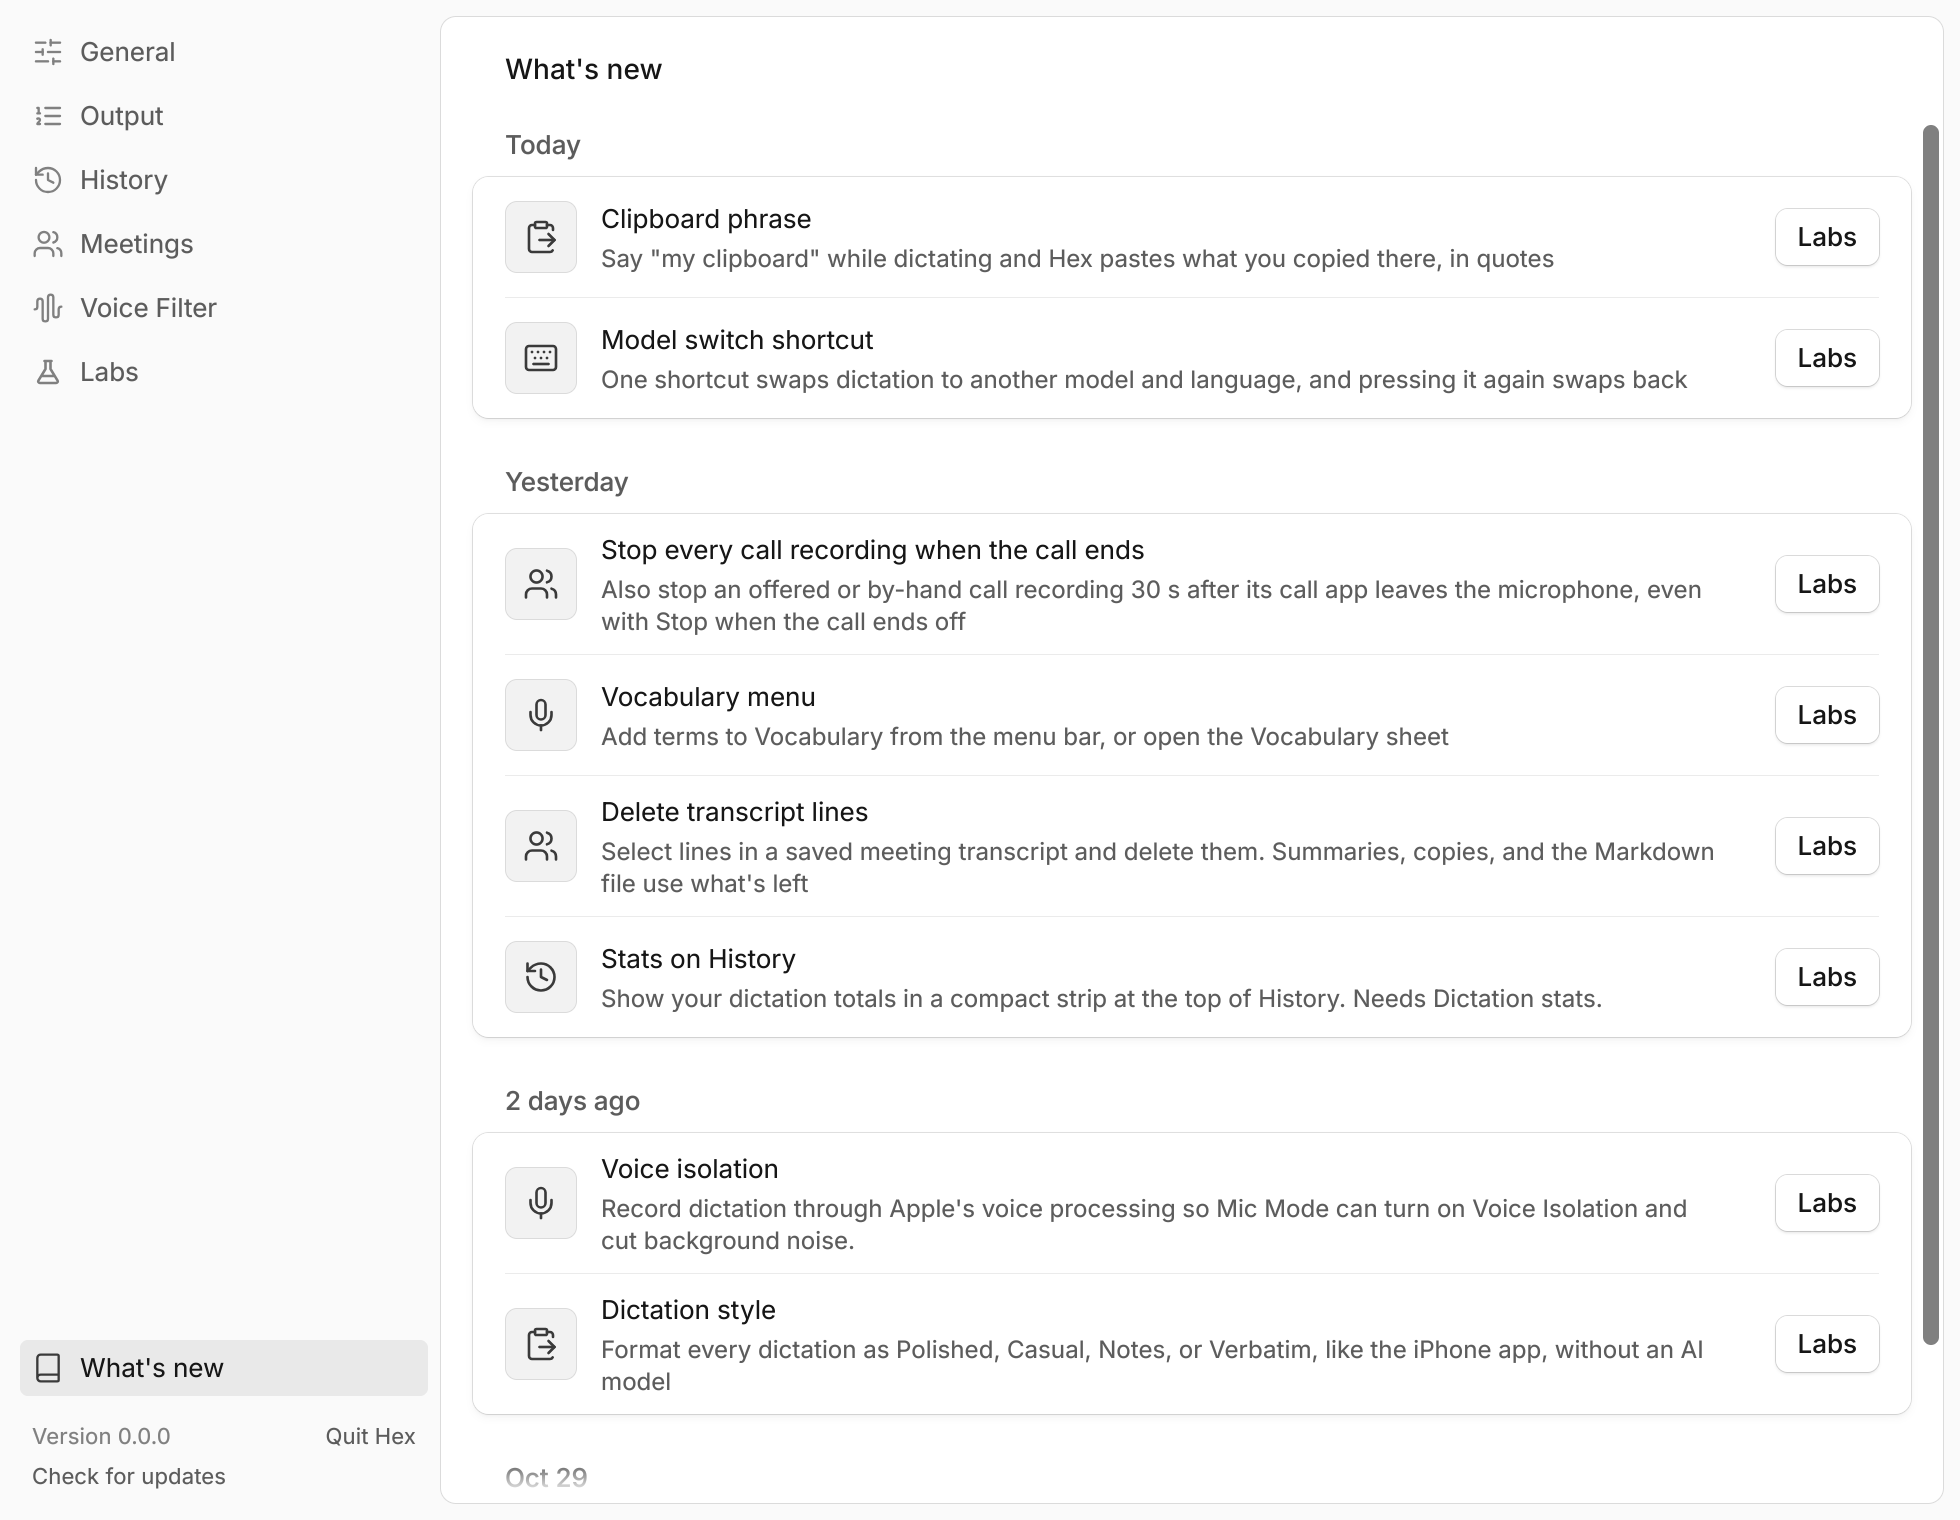 General
Output
History
Meetings
Voice Filter
Labs
What's new
Version 0.0.0
Quit Hex
Check for updates
What's new
Today
Clipboard phrase
Say "my clipboard" while dictating and Hex pastes what you copied there, in quotes
Labs
Model switch shortcut
One shortcut swaps dictation to another model and language, and pressing it again swaps back
Labs
Yesterday
Stop every call recording when the call ends
Also stop an offered or by-hand call recording 30 s after its call app leaves the microphone, even
with Stop when the call ends off
Labs
Vocabulary menu
Add terms to Vocabulary from the menu bar, or open the Vocabulary sheet
Labs
Delete transcript lines
Select lines in a saved meeting transcript and delete them. Summaries, copies, and the Markdown
file use what's left
Labs
Stats on History
Show your dictation totals in a compact strip at the top of History. Needs Dictation stats.
Labs
2 days ago
Voice isolation
Record dictation through Apple's voice processing so Mic Mode can turn on Voice Isolation and
cut background noise.
Labs
Dictation style
Format every dictation as Polished, Casual, Notes, or Verbatim, like the iPhone app, without an AI
model
Labs
Oct 29